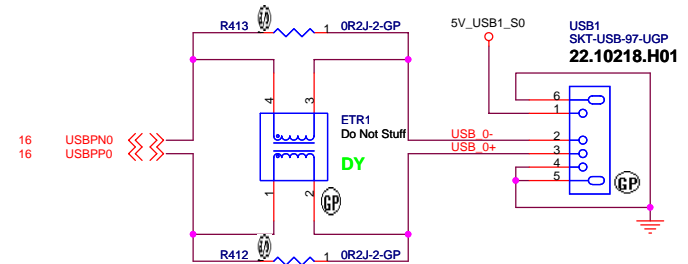 R413
1
0R2J-2-GP
5V_USB1_S0
USB1
SKT-USB-97-UGP
22.10218.H01
4
3
6
1
ETR1
Do Not Stuff
16 USBPN0
16 USBPP0
USB_0-
USB_0+
2
3
4
5
DY
GP
1
2
GP
R412
1
0R2J-2-GP